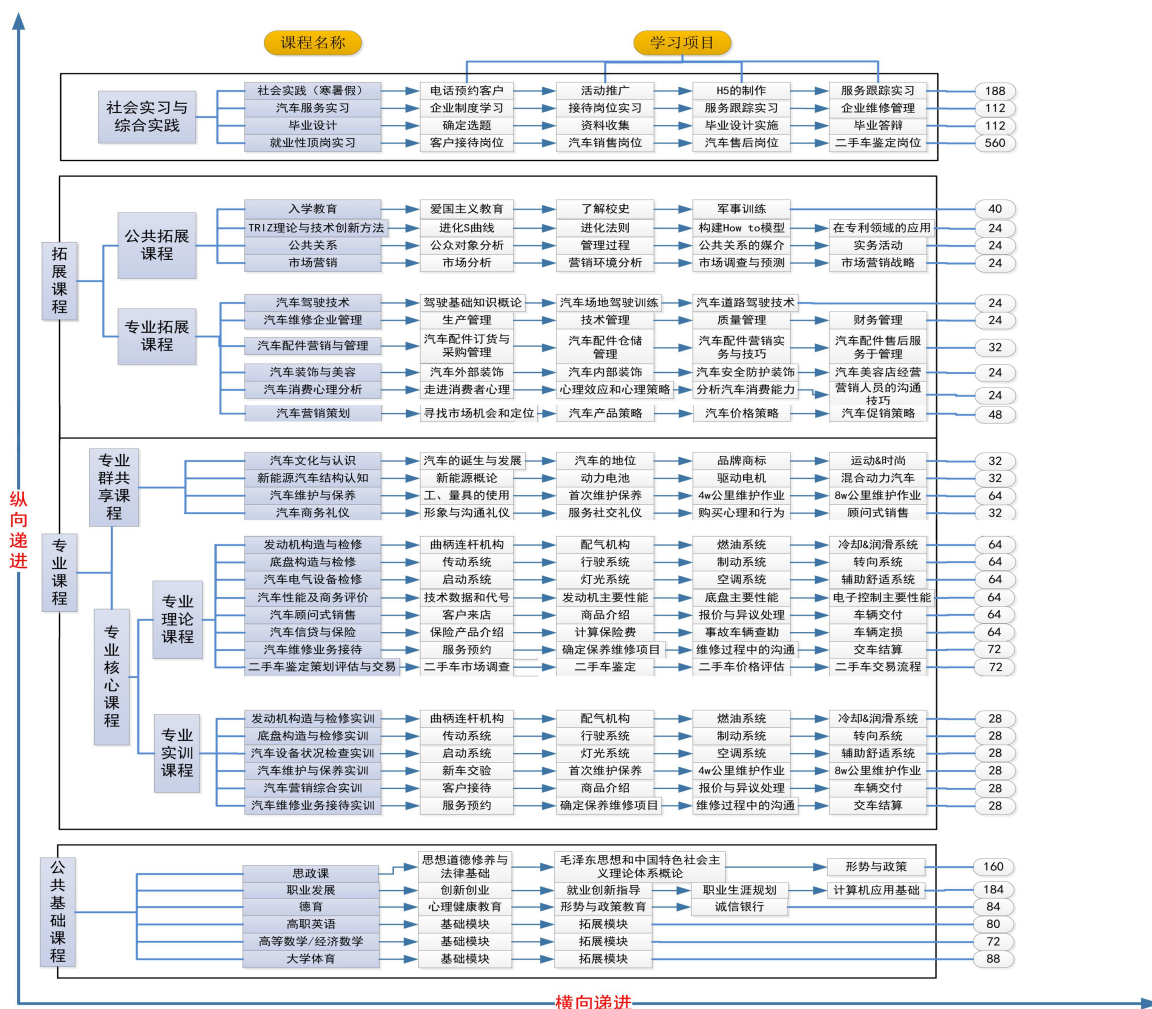 课程名称
学习项目
社会实习与
综合实践
社会实践（寒暑假）
电话预约客户
活动推广
H5的制作
服务跟踪实习
188
汽车服务实习
企业制度学习
接待岗位实习
服务跟踪实习
企业维修管理
112
毕业设计
确定选题
资料收集
毕业设计实施
毕业答辩
112
就业性顶岗实习
客户接待岗位
汽车销售岗位
汽车售后岗位
二手车鉴定岗位
560
拓展课程
公共拓展
课程
入学教育
爱国主义教育
了解校史
军事训练
40
TRIZ理论与技术创新方法
进化S曲线
进化法则
构建How to模型
在专利领域的应用
24
公共关系
公众对象分析
管理过程
公共关系的媒介
实务活动
24
市场营销
市场分析
营销环境分析
市场调查与预测
市场营销战略
24
专业拓展
课程
汽车驾驶技术
驾驶基础知识概论
汽车场地驾驶训练
汽车道路驾驶技术
24
汽车维修企业管理
生产管理
技术管理
质量管理
财务管理
24
汽车配件营销与管理
汽车配件订货与
采购管理
汽车配件仓储
管理
汽车配件营销实
务与技巧
汽车配件售后服
务于管理
32
汽车装饰与美容
汽车外部装饰
汽车内部装饰
汽车安全防护装饰
汽车美容店经营
24
汽车消费心理分析
走进消费者心理
心理效应和心理策略
分析汽车消费能力
营销人员的沟通
技巧
24
汽车营销策划
寻找市场机会和定位
汽车产品策略
汽车价格策略
汽车促销策略
48
纵向递进
专业课程
专业
群共享课
程
汽车文化与认识
汽车的诞生与发展
汽车的地位
品牌商标
运动&时尚
32
新能源汽车结构认知
新能源概论
动力电池
驱动电机
混合动力汽车
32
汽车维护与保养
工、量具的使用
首次维护保养
4w公里维护作业
8w公里维护作业
64
汽车商务礼仪
形象与沟通礼仪
服务社交礼仪
购买心理和行为
顾问式销售
32
专业核心课程
专业
理论
课程
发动机构造与检修
曲柄连杆机构
配气机构
燃油系统
冷却&润滑系统
64
底盘构造与检修
传动系统
行驶系统
制动系统
转向系统
64
汽车电气设备检修
启动系统
灯光系统
空调系统
辅助舒适系统
64
汽车性能及商务评价
技术数据和代号
发动机主要性能
底盘主要性能
电子控制主要性能
64
汽车顾问式销售
客户来店
商品介绍
报价与异议处理
车辆交付
64
汽车信贷与保险
保险产品介绍
计算保险费
事故车辆查勘
车辆定损
64
汽车维修业务接待
服务预约
确定保养维修项目
维修过程中的沟通
交车结算
72
二手车鉴定策划评估与交易
二手车市场调查
二手车鉴定
二手车价格评估
二手车交易流程
72
专业
实训
课程
发动机构造与检修实训
曲柄连杆机构
配气机构
燃油系统
冷却&润滑系统
28
底盘构造与检修实训
传动系统
行驶系统
制动系统
转向系统
28
汽车设备状况检查实训
启动系统
灯光系统
空调系统
辅助舒适系统
28
汽车维护与保养实训
新车交验
首次维护保养
4w公里维护作业
8w公里维护作业
28
汽车营销综合实训
客户接待
商品介绍
报价与异议处理
车辆交付
28
汽车维修业务接待实训
服务预约
确定保养维修项目
维修过程中的沟通
交车结算
28
公共基础课程
思政课
思想道德修养与
法律基础
毛泽东思想和中国特色社会主
义理论体系概论
形势与政策
160
职业发展
创新创业
就业创新指导
职业生涯规划
计算机应用基础
184
德育
心理健康教育
形势与政策教育
诚信银行
84
高职英语
基础模块
拓展模块
80
高等数学/经济数学
基础模块
拓展模块
72
大学体育
基础模块
拓展模块
88
横向递进